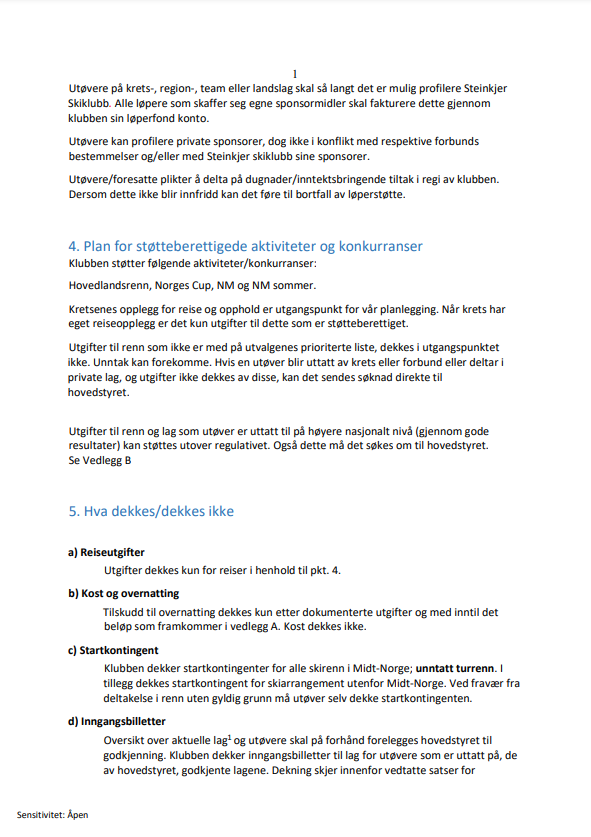 1
Utøvere på krets-, region-, team eller landslag skal så langt det er mulig profilere Steinkjer
Skiklubb. Alle løpere som skaffer seg egne sponsormidler skal fakturere dette gjennom
klubben sin løperfond konto.
Utøvere kan profilere private sponsorer, dog ikke i konflikt med respektive forbunds
bestemmelser og/eller med Steinkjer skiklubb sine sponsorer.
Utøvere/foresatte plikter å delta på dugnader/inntektsbringende tiltak i regi av klubben.
Dersom dette ikke blir innfridd kan det føre til bortfall av løperstøtte.
4. Plan for støtteberettigede aktiviteter og konkurranser
Klubben støtter følgende aktiviteter/konkurranser:
Hovedlandsrenn, Norges Cup, NM og NM sommer.
Kretsenes opplegg for reise og opphold er utgangspunkt for vår planlegging. Når krets har
eget reiseopplegg er det kun utgifter til dette som er støtteberettiget.
Utgifter til renn som ikke er med på utvalgenes prioriterte liste, dekkes i utgangspunktet
ikke. Unntak kan forekomme. Hvis en utøver blir uttatt av krets eller forbund eller deltar i
private lag, og utgifter ikke dekkes av disse, kan det sendes søknad direkte til
hovedstyret.
Utgifter til renn og lag som utøver er uttatt til på høyere nasjonalt nivå (gjennom gode
resultater) kan støttes utover regulativet. Også dette må det søkes om til hovedstyret.
Se Vedlegg B
5. Hva dekkes/dekkes ikke
a) Reiseutgifter
Utgifter dekkes kun for reiser i henhold til pkt. 4.
b) Kost og overnatting
Tilskudd til overnatting dekkes kun etter dokumenterte utgifter og med inntil det
beløp som framkommer i vedlegg A. Kost dekkes ikke.
c) Startkontingent
Klubben dekker startkontingenter for alle skirenn i Midt-Norge; unntatt turrenn. I
tillegg dekkes startkontingent for skiarrangement utenfor Midt-Norge. Ved fravær fra
deltakelse i renn uten gyldig grunn må utøver selv dekke startkontingenten.
d) Inngangsbilletter
Oversikt over aktuelle lag¹ og utøvere skal på forhånd forelegges hovedstyret til
godkjenning. Klubben dekker inngangsbilletter til lag for utøvere som er uttatt på, de
av hovedstyret, godkjente lagene. Dekning skjer innenfor vedtatte satser for
Sensitivitet: Åpen